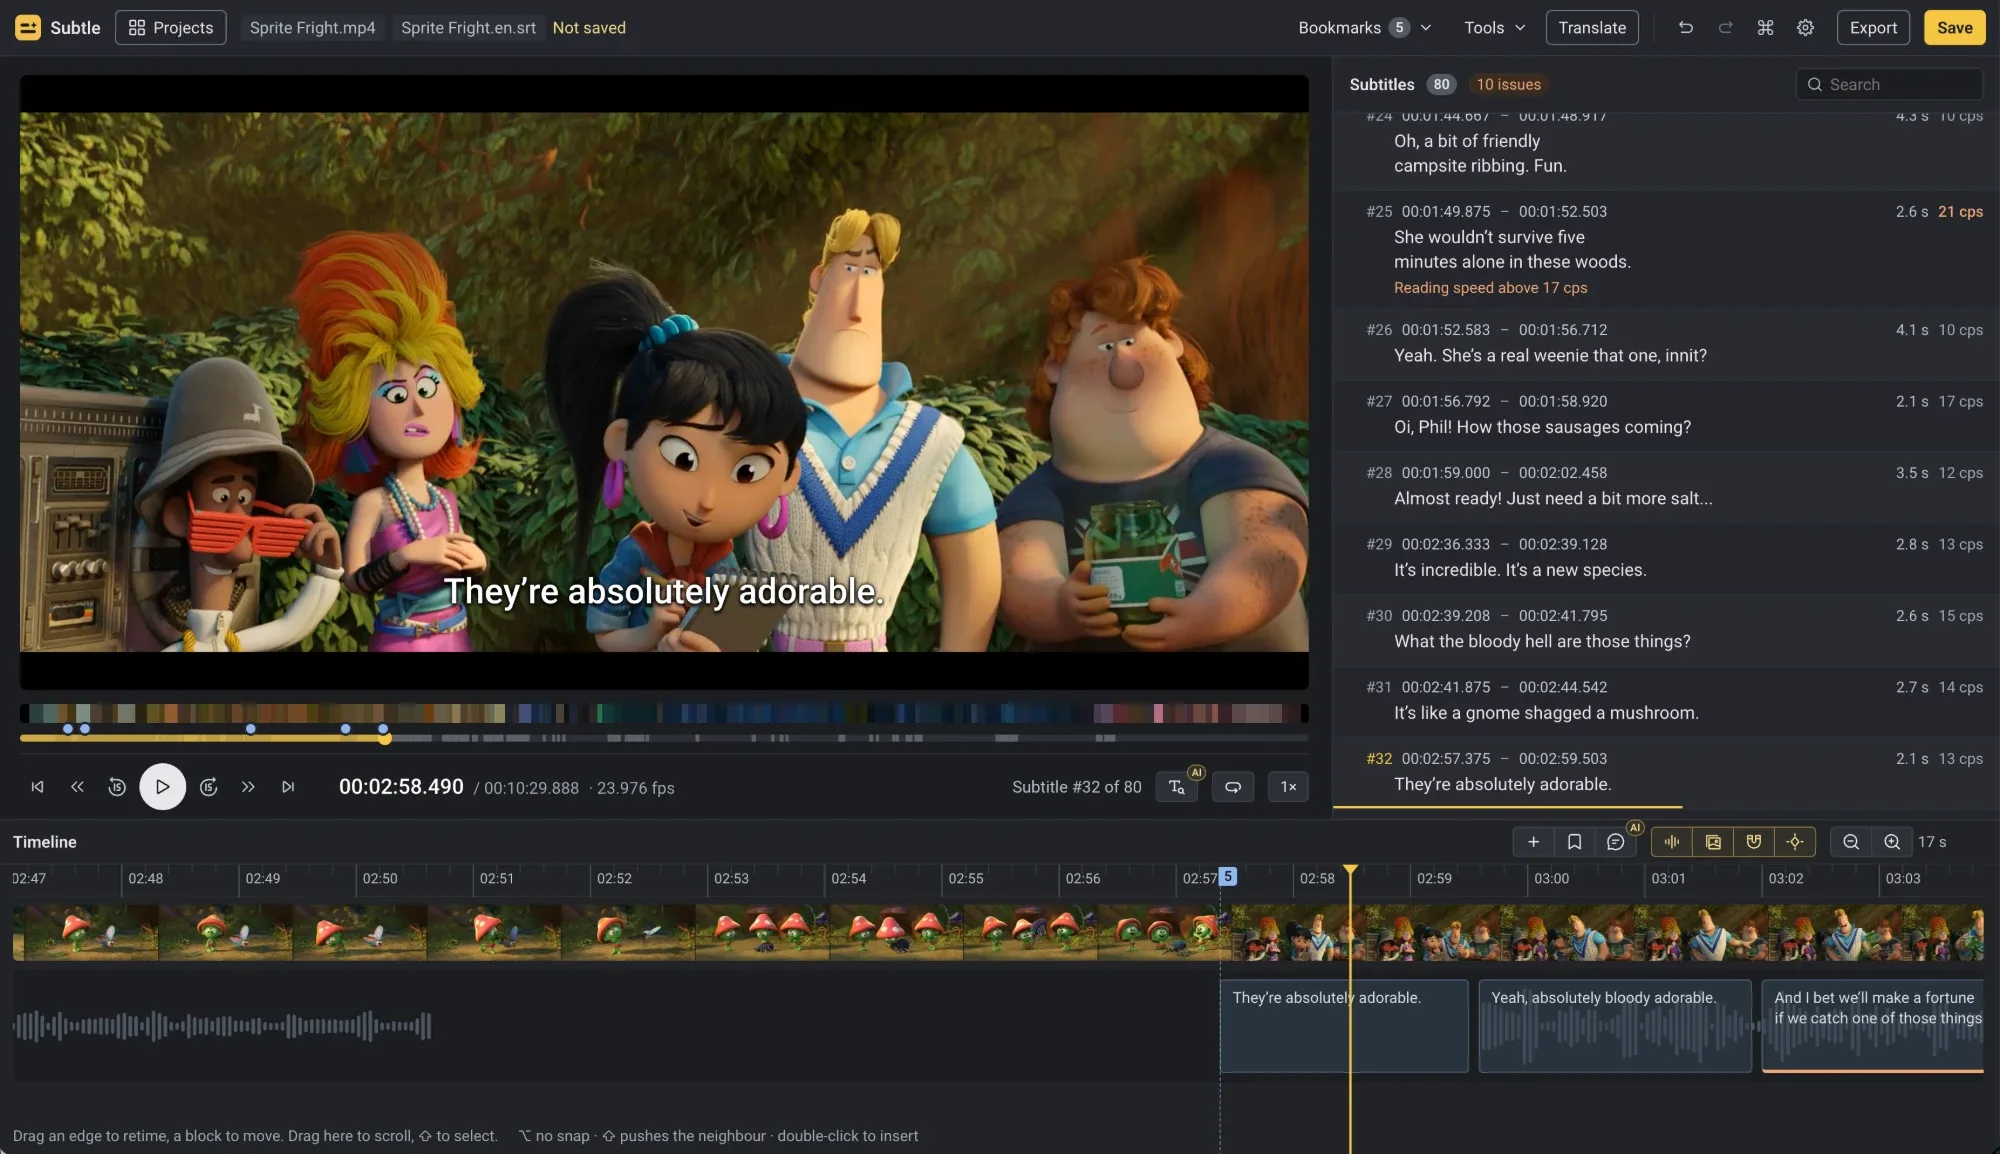 Subtle
Projects
Sprite Fright.mp4
Sprite Fright.en.srt
Not saved
Bookmarks 5
Tools
Translate
Export
Save
Subtitles 80 10 issues
Search
#24 00:01:44.667 – 00:01:48.917 4.3 s 10 cps
Oh, a bit of friendly
campsite ribbing. Fun.
#25 00:01:49.875 – 00:01:52.503 2.6 s 21 cps
She wouldn’t survive five
minutes alone in these woods.
Reading speed above 17 cps
#26 00:01:52.583 – 00:01:56.712 4.1 s 10 cps
Yeah. She’s a real weenie that one, innit?
#27 00:01:56.792 – 00:01:58.920 2.1 s 17 cps
Oi, Phil! How those sausages coming?
#28 00:01:59.000 – 00:02:02.458 3.5 s 12 cps
Almost ready! Just need a bit more salt...
#29 00:02:36.333 – 00:02:39.128 2.8 s 13 cps
It’s incredible. It’s a new species.
#30 00:02:39.208 – 00:02:41.795 2.6 s 15 cps
What the bloody hell are those things?
#31 00:02:41.875 – 00:02:44.542 2.7 s 14 cps
It’s like a gnome shagged a mushroom.
#32 00:02:57.375 – 00:02:59.503 2.1 s 13 cps
They’re absolutely adorable.
They’re absolutely adorable.
15
15
00:02:58.490 / 00:10:29.888 · 23.976 fps
Subtitle #32 of 80
AI
1×
Timeline
AI
17 s
02:47 02:48 02:49 02:50 02:51 02:52 02:53 02:54 02:55 02:56 02:57 5 02:58 02:59 03:00 03:01 03:02 03:03
They’re absolutely adorable.
Yeah, absolutely bloody adorable.
And I bet we’ll make a fortune
if we catch one of those things
Drag an edge to retime, a block to move. Drag here to scroll, ⇧ to select. ⌥ no snap · ⇧ pushes the neighbour · double-click to insert